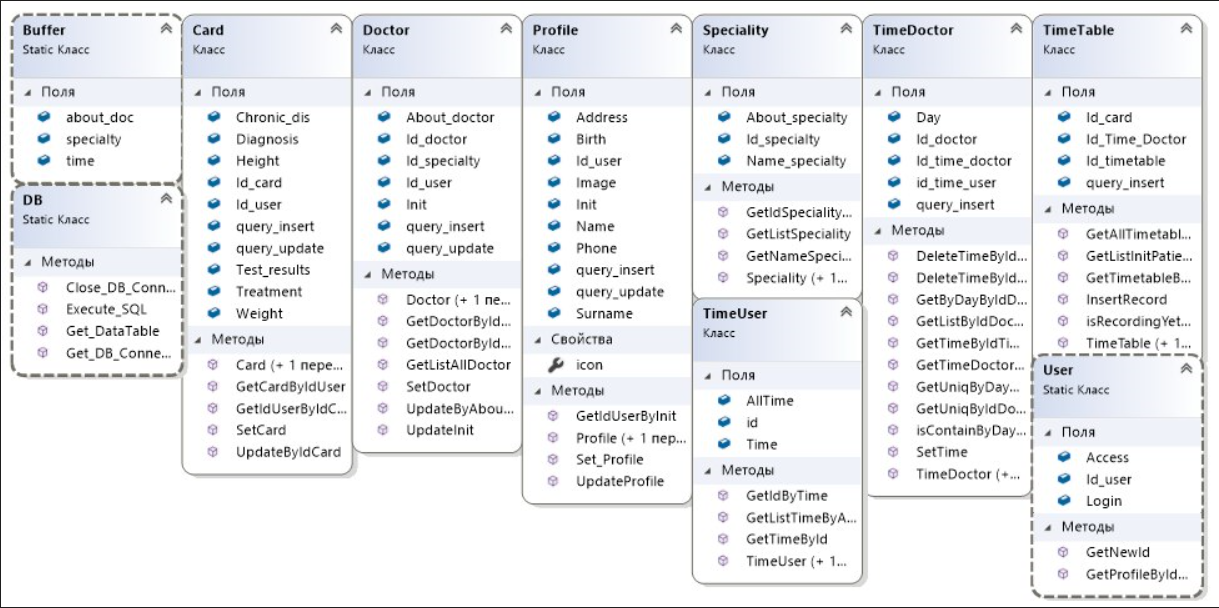 Buffer
Static Класс
Поля
about_doc
specialty
time
DB
Static Класс
Методы
Close_DB_Conn...
Execute_SQL
Get_DataTable
Get_DB_Conne...
Card
Класс
Поля
Chronic_dis
Diagnosis
Height
Id_card
Id_user
query_insert
query_update
Test_results
Treatment
Weight
Методы
Card (+ 1 пере...
GetCardByIdUser
GetIdUserByIdC...
SetCard
UpdateByIdCard
Doctor
Класс
Поля
About_doctor
Id_doctor
Id_specialty
Id_user
Init
query_insert
query_update
Методы
Doctor (+ 1 пе...
GetDoctorById...
GetDoctorById...
GetListAllDoctor
SetDoctor
UpdateByAbou...
UpdateInit
Profile
Класс
Поля
Address
Birth
Id_user
Image
Init
Name
Phone
query_insert
query_update
Surname
Свойства
icon
Методы
GetIdUserByInit
Profile (+ 1 пер...
Set_Profile
UpdateProfile
Speciality
Класс
Поля
About_specialty
Id_specialty
Name_specialty
Методы
GetIdSpeciality...
GetListSpeciality
GetNameSpeci...
Speciality (+ 1...
TimeUser
Класс
Поля
AllTime
id
Time
Методы
GetIdByTime
GetListTimeByA...
GetTimeById
TimeUser (+ 1...
TimeDoctor
Класс
Поля
Day
Id_doctor
Id_time_doctor
id_time_user
query_insert
Методы
DeleteTimeById...
DeleteTimeById...
GetByDayByIdD...
GetListByIdDoc...
GetTimeByIdTi...
GetTimeDoctor...
GetUniqByDay...
GetUniqByIdDo...
isContainByDay...
SetTime
TimeDoctor (+...
TimeTable
Класс
Поля
Id_card
Id_Time_Doctor
Id_timetable
query_insert
Методы
GetAllTimetabl...
GetListInitPatie...
GetTimetableB...
InsertRecord
isRecordingYet...
TimeTable (+ 1...
User
Static Класс
Поля
Access
Id_user
Login
Методы
GetNewId
GetProfileById...